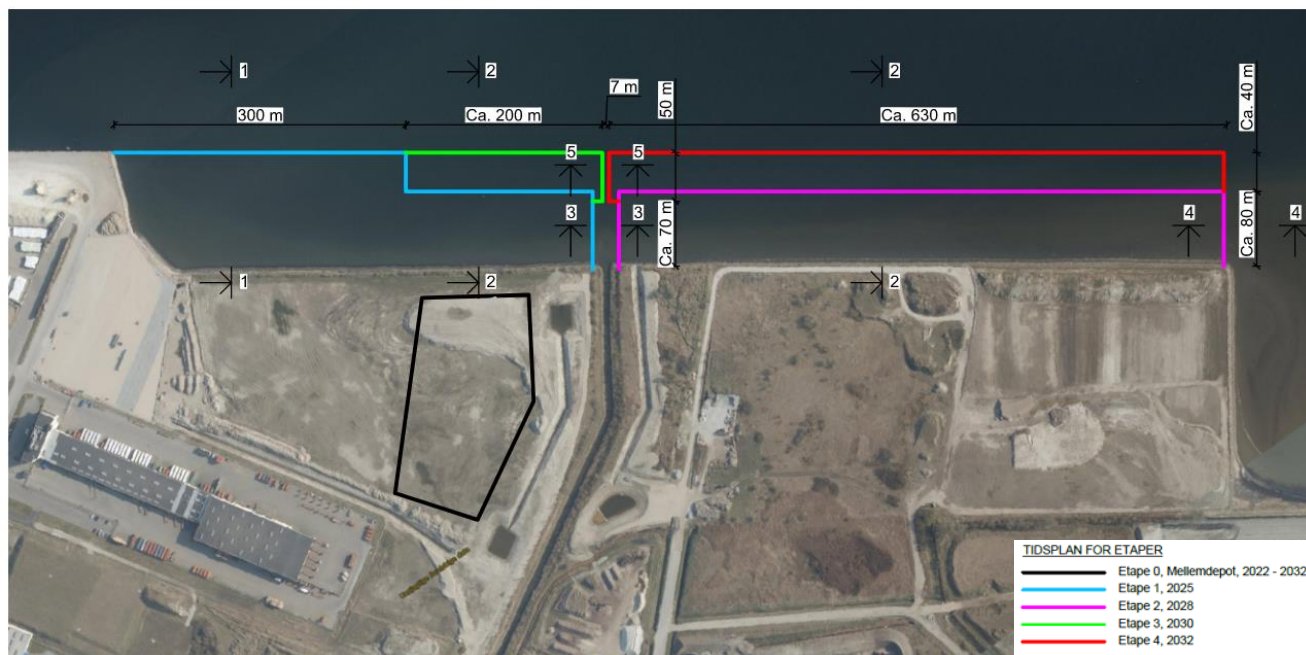 1
2
2
7 m
300 m
Ca. 200 m
50 m
Ca. 630 m
Ca. 40 m
5
5
3
3
Ca. 70 m
4
4
Ca. 80 m
1
2
2
TIDSPLAN FOR ETAPER
Etape 0, Mellemdepot, 2022 - 2032
Etape 1, 2025
Etape 2, 2028
Etape 3, 2030
Etape 4, 2032